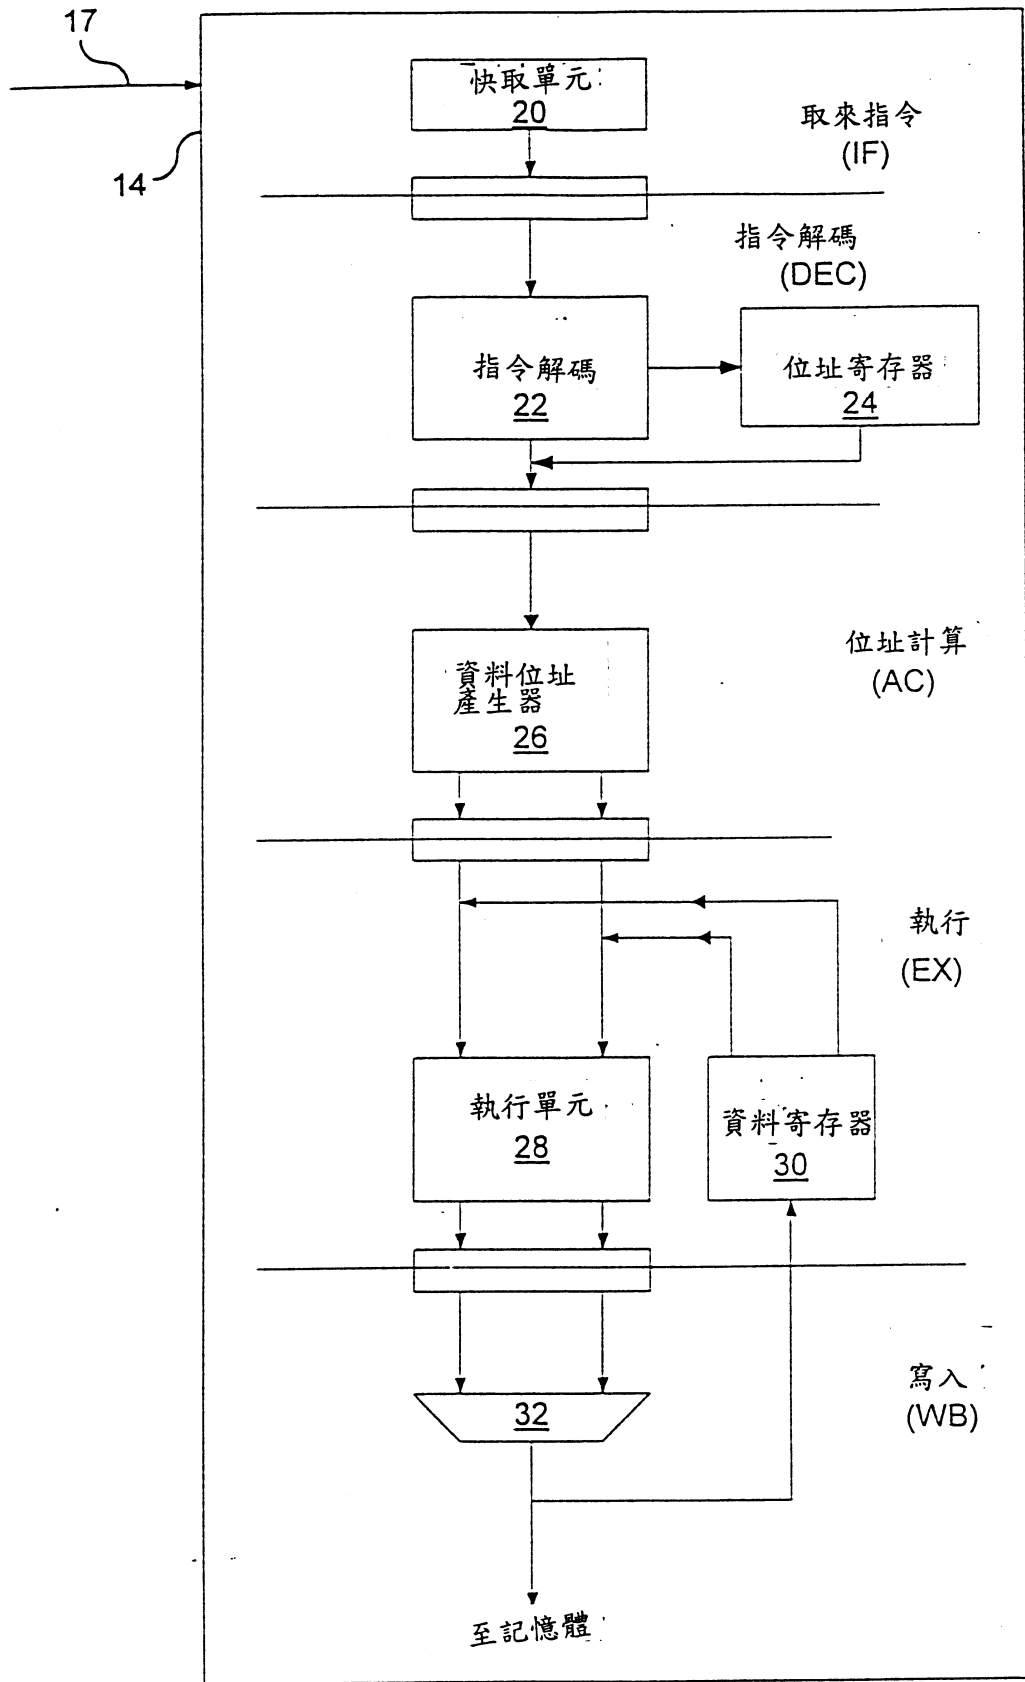 17
14
快取單元
20
取來指令
(IF)
指令解碼
(DEC)
指令解碼
22
位址寄存器
24
位址計算
(AC)
資料位址
產生器
26
執行
(EX)
執行單元
28
資料寄存器
30
寫入
(WB)
32
至記憶體